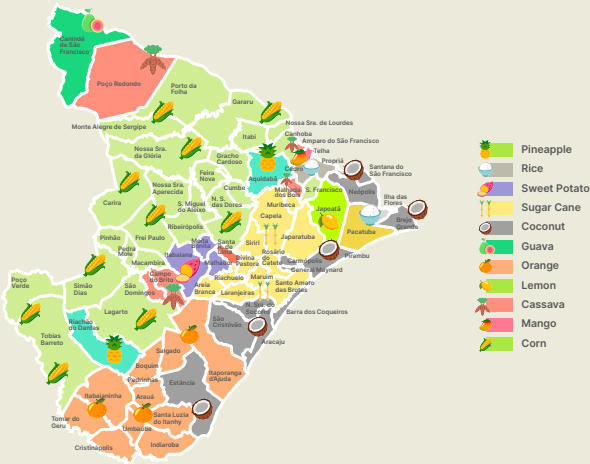 Canindé
de São
Francisco
Poço Redondo
Porto da
Folha
Gararu
Monte Alegre de Sergipe
Nossa Sra. de Lourdes
Canhoba
Amparo do São Francisco
Telha
Itabi
Nossa Sra.
da Glória
Gracho
Cardoso
Propriá
Cedro
Santana do
São Francisco
Aquidabã
Feira
Nova
Nossa Sra.
Aparecida
Cumbe
Malhada
dos Bois
S. Francisco
Neópolis
Ilha das
Flores
Carira
S. Miguel
do Aleixo
N. S.
das Dores
Muribeca
Japoatã
Capela
Brejo
Grande
Ribeirópolis
Pacatuba
Pinhão
Frei Paulo
Moita
Bonita
Santa
Rosa
de Lima
Siriri
Japaratuba
Pedra
Mole
Itabaiana
Rosário
do
Catete
Pirambu
Macambira
Malhador
Divina
Pastora
Carmópolis
General Maynard
Campo
do Brito
Riachuelo
Maruim
Poço
Verde
Simão
Dias
São
Domingos
Areia
Branca
Laranjeiras
Santo Amaro
das Brotas
Lagarto
N. Sra. do
Socorro
Barra dos Coqueiros
Riachão
do Dantas
São
Cristóvão
Tobias
Barreto
Aracaju
Salgado
Boquim
Itaporanga
d'Ajuda
Pedrinhas
Estância
Itabaianinha
Arauá
Santa Luzia
do Itanhy
Tomar do
Geru
Umbaúba
Cristinápolis
Indiaroba
Pineapple
Rice
Sweet Potato
Sugar Cane
Coconut
Guava
Orange
Lemon
Cassava
Mango
Corn